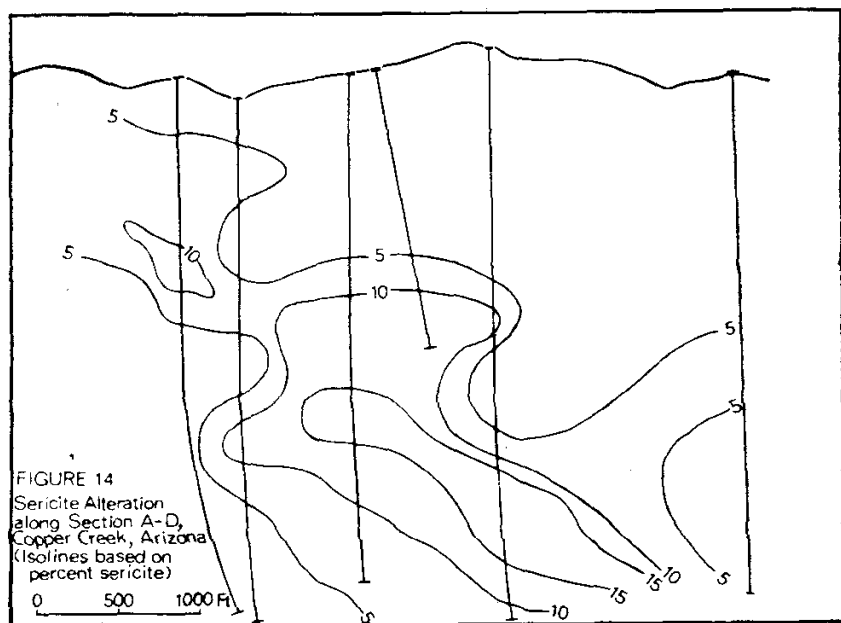 5
10
5
5
10
5
5
FIGURE 14
Sericite Alteration
along Section A-D,
Copper Creek, Arizona
(Isolines based on
percent sericite)
0 500 1000 Ft
5
10
15
15
10
5